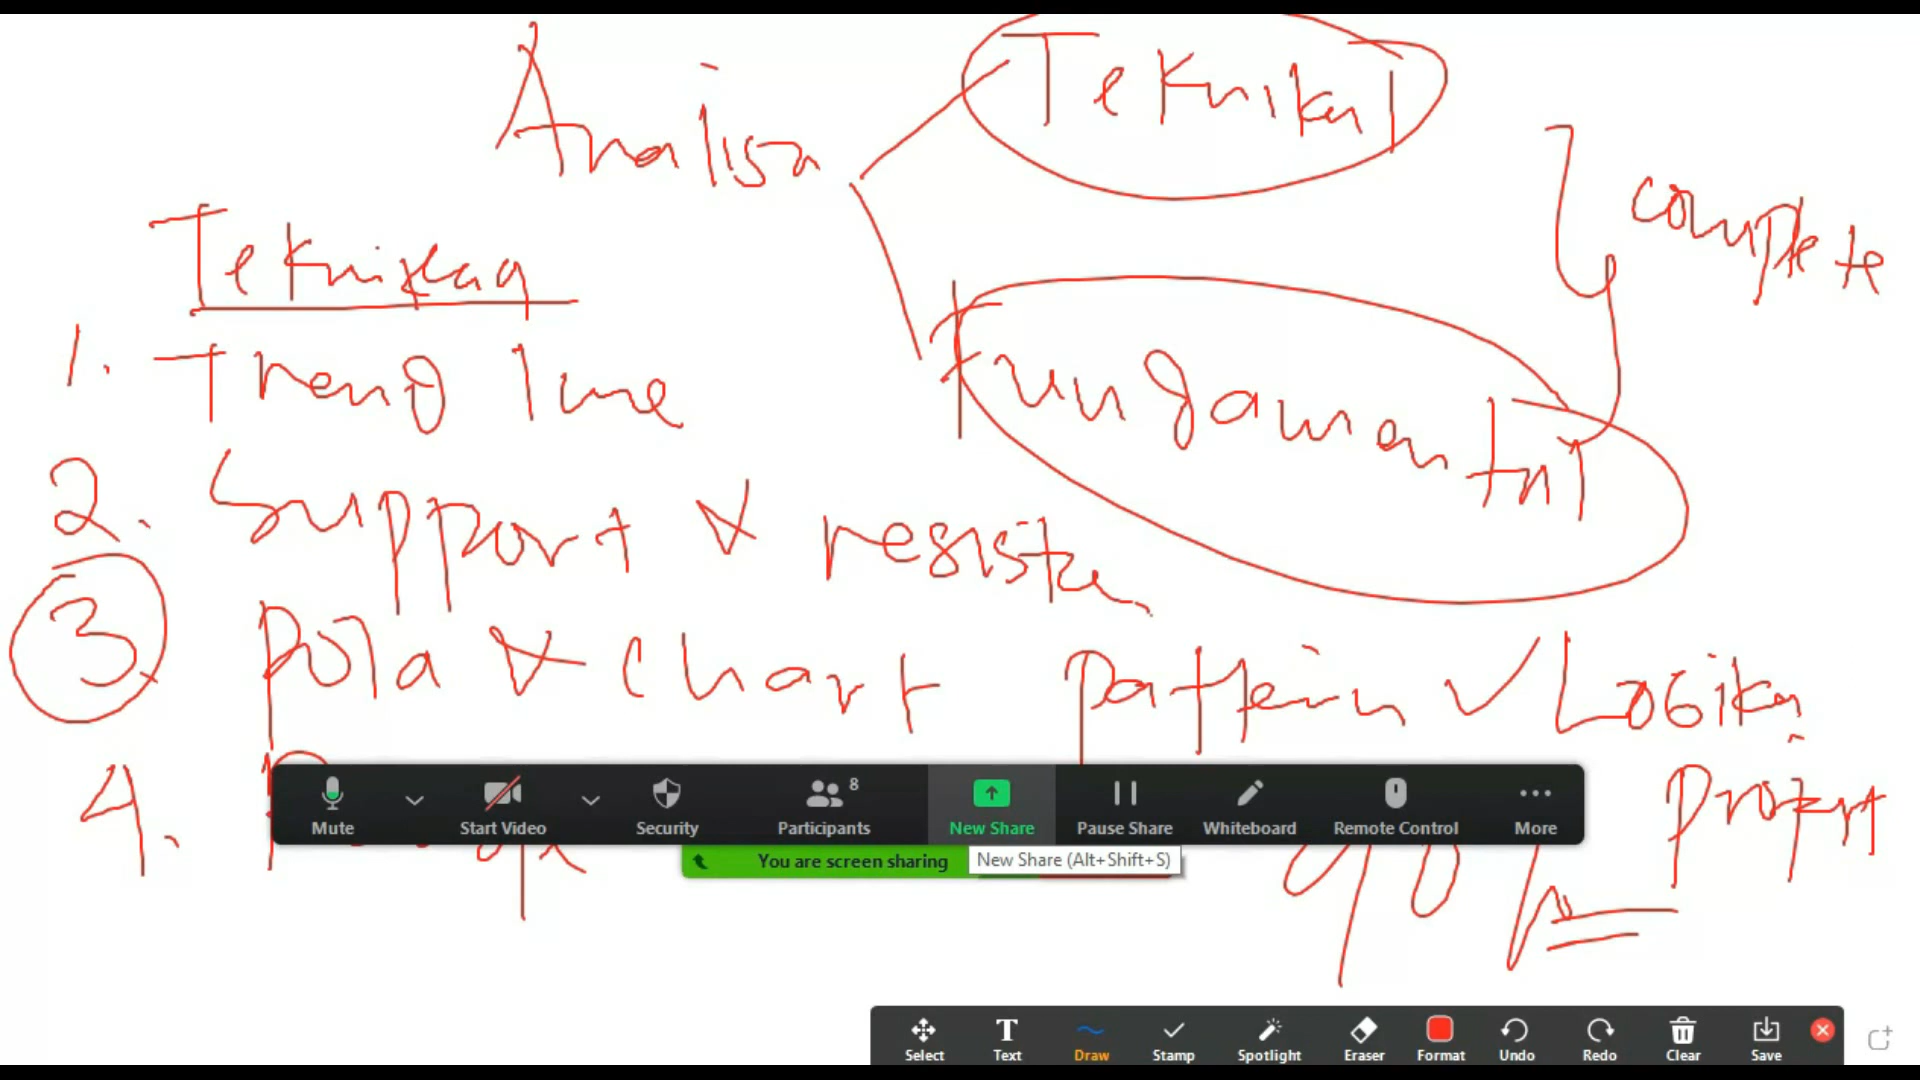 Analisa
Teknikal
Fundamental
complete
Teknikal
1. Trend line
2. Support & resisten
3. pola & chart pattern ✓ Logika
4.
90%
Mute
Start Video
Security
8
Participants
New Share
Pause Share
Whiteboard
Remote Control
More
You are screen sharing
New Share (Alt+Shift+S)
Select
Text
Draw
Stamp
Spotlight
Eraser
Format
Undo
Redo
Clear
Save